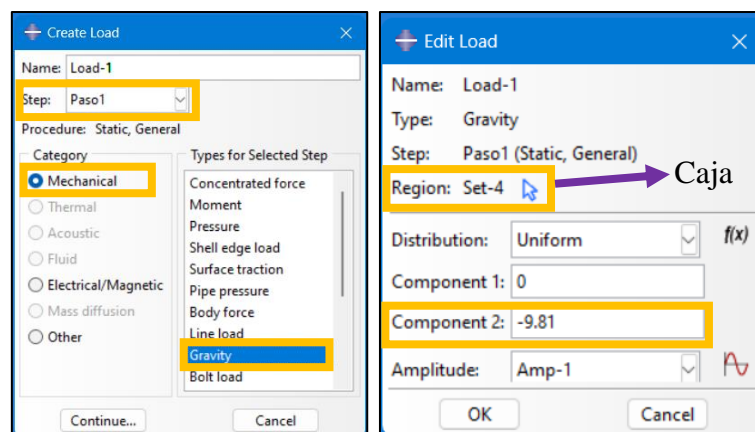 Create Load
Name: Load-1
Step: Paso1
Procedure: Static, General
Category
Mechanical
Thermal
Acoustic
Fluid
Electrical/Magnetic
Mass diffusion
Other
Types for Selected Step
Concentrated force
Moment
Pressure
Shell edge load
Surface traction
Pipe pressure
Body force
Line load
Gravity
Bolt load
Continue...
Cancel
Edit Load
Name: Load-1
Type: Gravity
Step: Paso1 (Static, General)
Region: Set-4
Caja
Distribution: Uniform f(x)
Component 1: 0
Component 2: -9.81
Amplitude: Amp-1
OK
Cancel